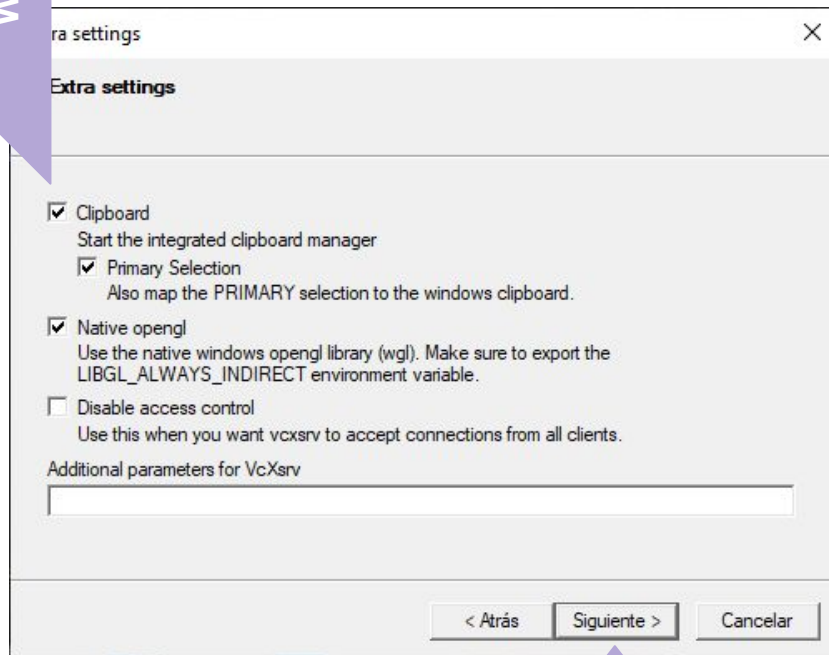 ra settings
Extra settings
Clipboard
Start the integrated clipboard manager
Primary Selection
Also map the PRIMARY selection to the windows clipboard.
Native opengl
Use the native windows opengl library (wgl). Make sure to export the
LIBGL_ALWAYS_INDIRECT environment variable.
Disable access control
Use this when you want vcxsrv to accept connections from all clients.
Additional parameters for VcXsrv
< Atrás Siguiente > Cancelar